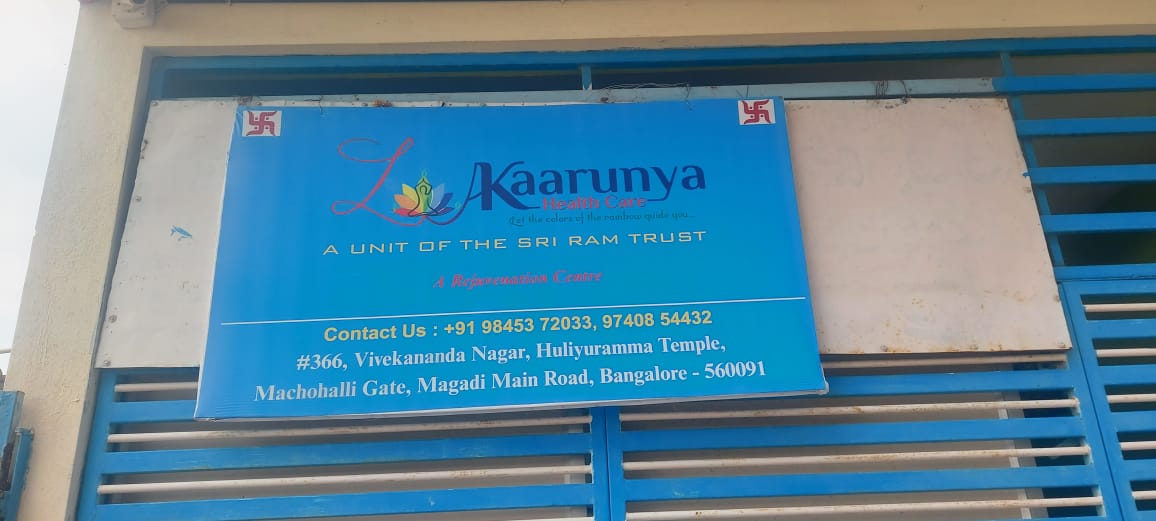 LokA Kaarunya
Health Care
Let the colors of the rainbow guide you...
A UNIT OF THE SRI RAM TRUST
A Rejuvenation Centre
Contact Us : +91 98453 72033, 97408 54432
#366, Vivekananda Nagar, Huliyuramma Temple,
Machohalli Gate, Magadi Main Road, Bangalore - 560091